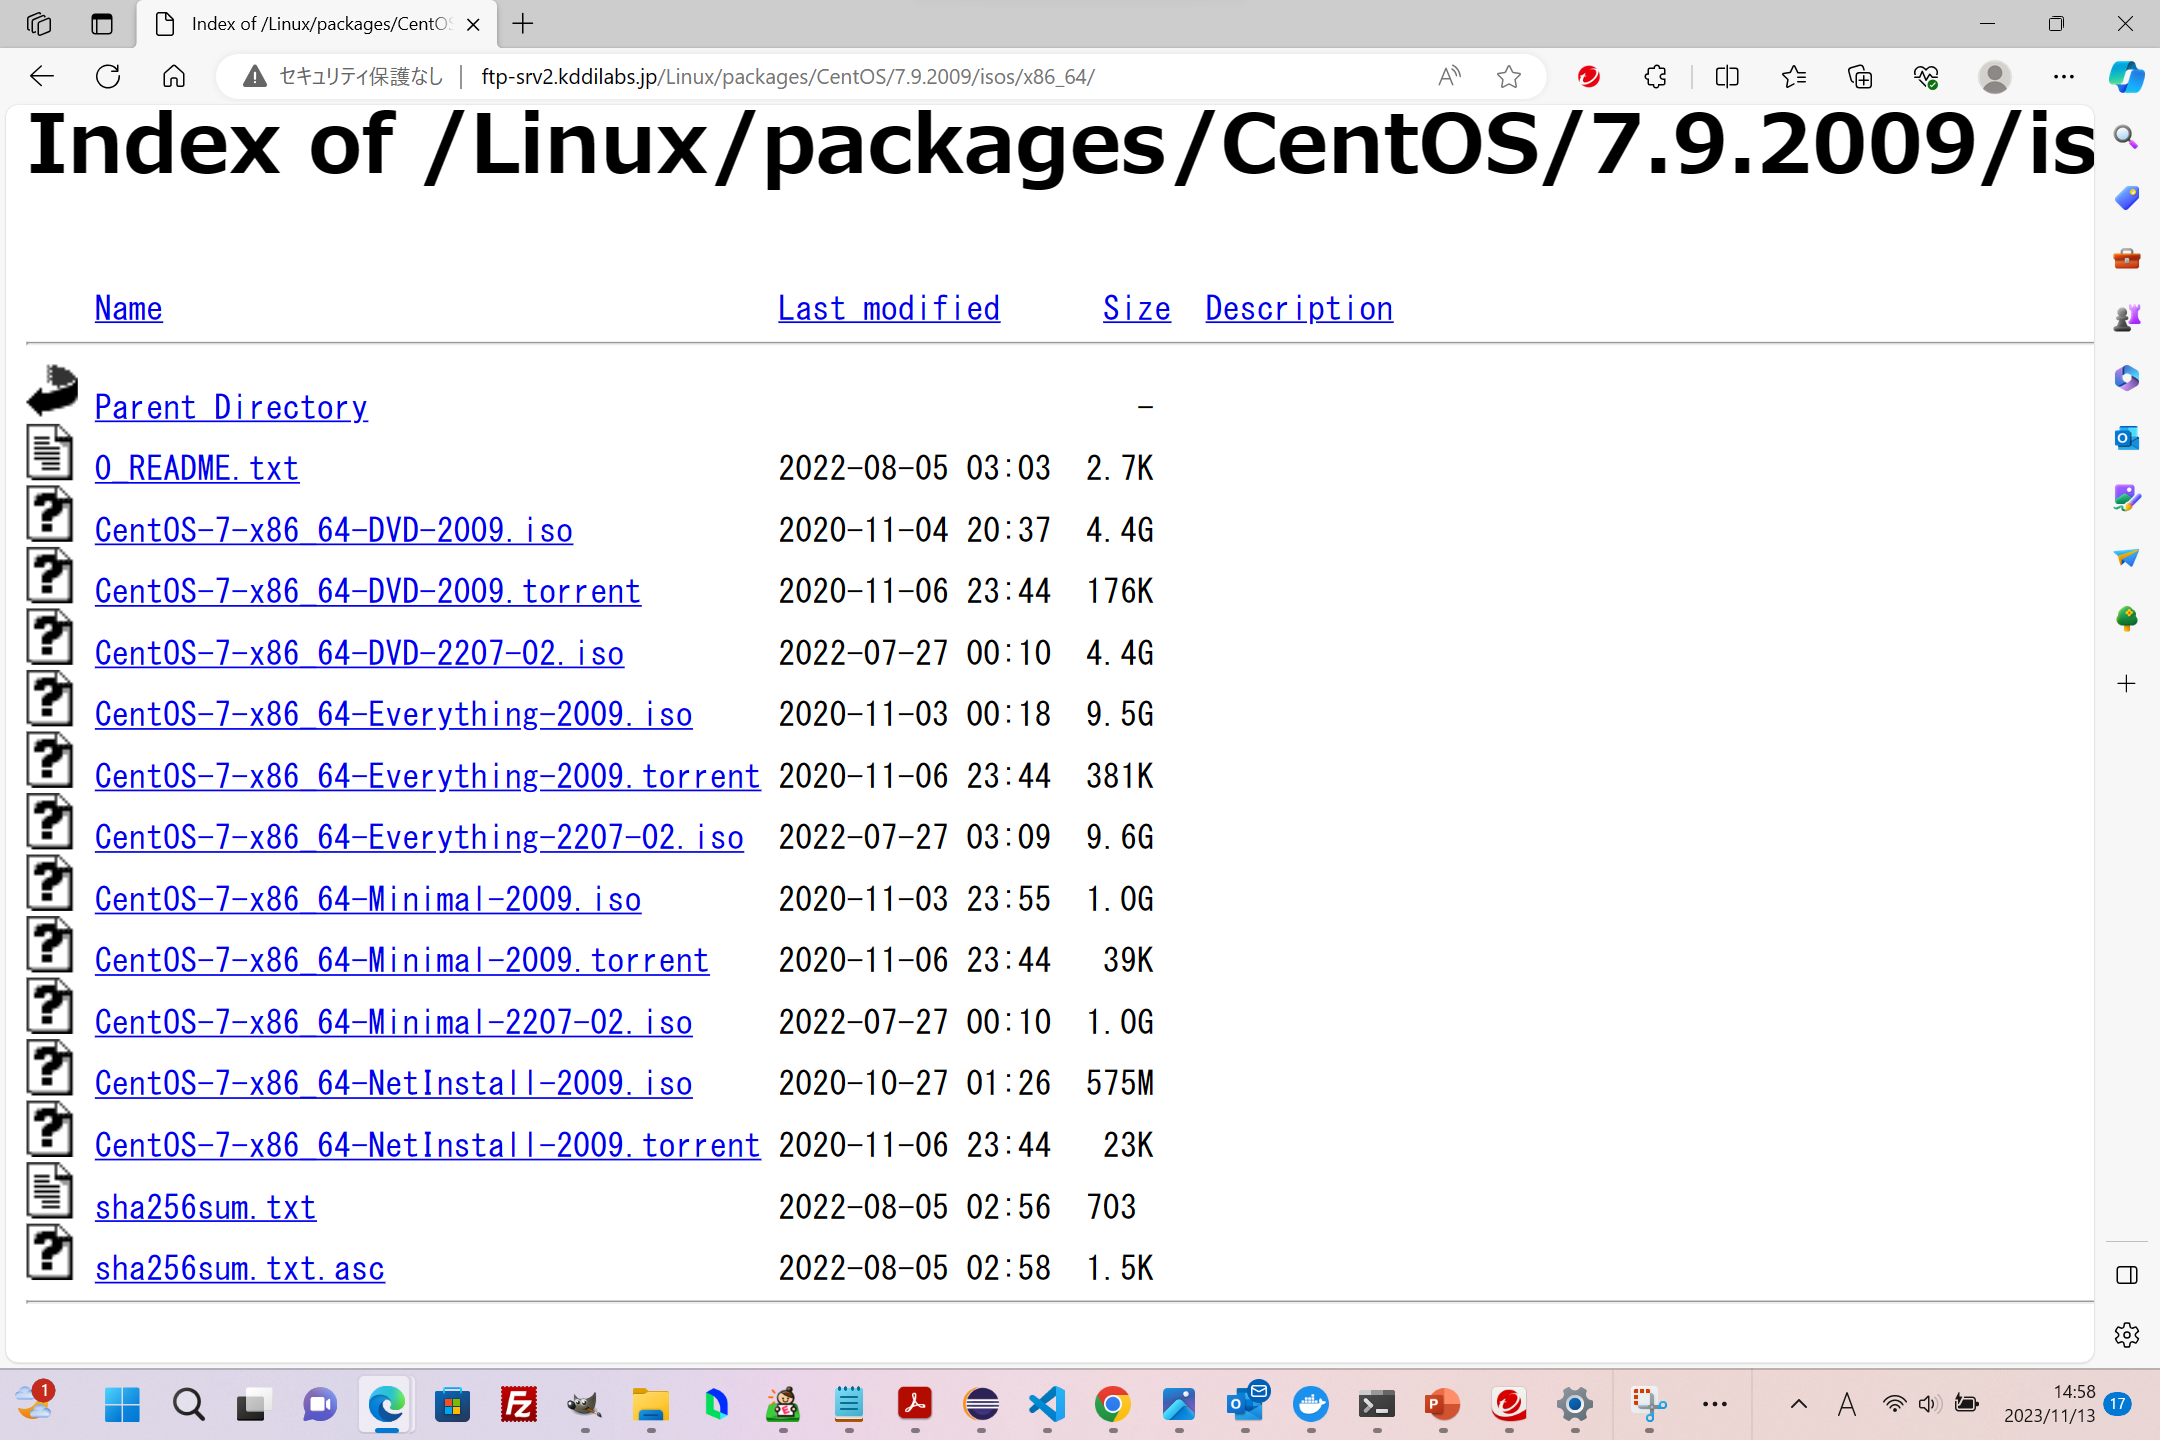 Index of /Linux/packages/CentOS
セキュリティ保護なし ftp-srv2.kddilabs.jp/Linux/packages/CentOS/7.9.2009/isos/x86_64/
Index of /Linux/packages/CentOS/7.9.2009/is
Name Last modified Size Description
Parent Directory -
0_README.txt 2022-08-05 03:03 2.7K
CentOS-7-x86_64-DVD-2009.iso 2020-11-04 20:37 4.4G
CentOS-7-x86_64-DVD-2009.torrent 2020-11-06 23:44 176K
CentOS-7-x86_64-DVD-2207-02.iso 2022-07-27 00:10 4.4G
CentOS-7-x86_64-Everything-2009.iso 2020-11-03 00:18 9.5G
CentOS-7-x86_64-Everything-2009.torrent 2020-11-06 23:44 381K
CentOS-7-x86_64-Everything-2207-02.iso 2022-07-27 03:09 9.6G
CentOS-7-x86_64-Minimal-2009.iso 2020-11-03 23:55 1.0G
CentOS-7-x86_64-Minimal-2009.torrent 2020-11-06 23:44 39K
CentOS-7-x86_64-Minimal-2207-02.iso 2022-07-27 00:10 1.0G
CentOS-7-x86_64-NetInstall-2009.iso 2020-10-27 01:26 575M
CentOS-7-x86_64-NetInstall-2009.torrent 2020-11-06 23:44 23K
sha256sum.txt 2022-08-05 02:56 703
sha256sum.txt.asc 2022-08-05 02:58 1.5K
1
A
14:58
2023/11/13
17